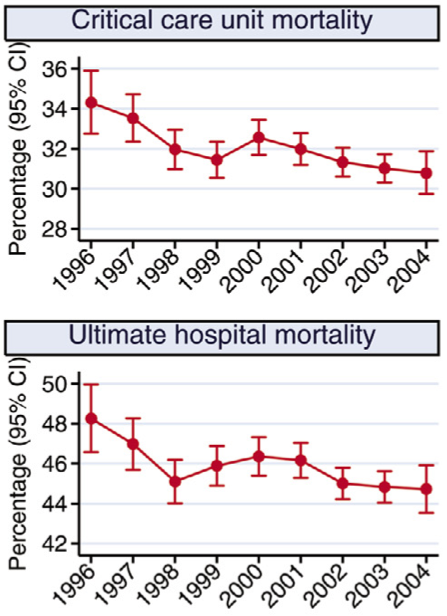 Critical care unit mortality
Percentage (95% CI)
36
34
32
30
28
1996 1997 1998 1999 2000 2001 2002 2003 2004
Ultimate hospital mortality
Percentage (95% CI)
50
48
46
44
42
1996 1997 1998 1999 2000 2001 2002 2003 2004